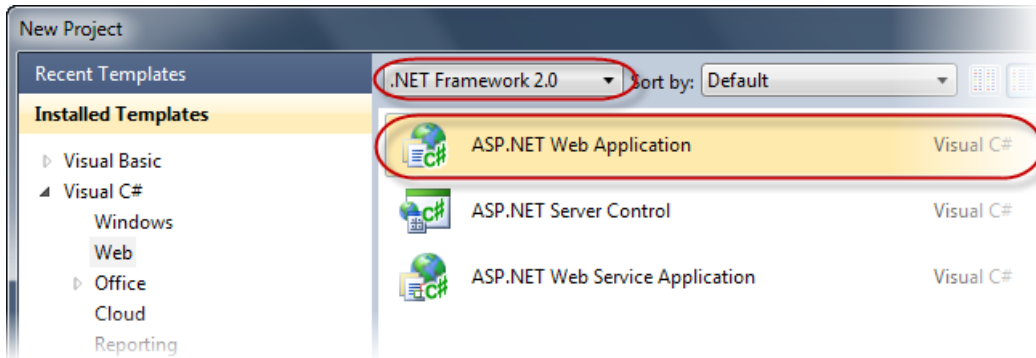 New Project
Recent Templates
Installed Templates
Visual Basic
Visual C#
Windows
Web
Office
Cloud
Reporting
.NET Framework 2.0 Sort by: Default
ASP.NET Web Application Visual C#
ASP.NET Server Control Visual C#
ASP.NET Web Service Application Visual C#